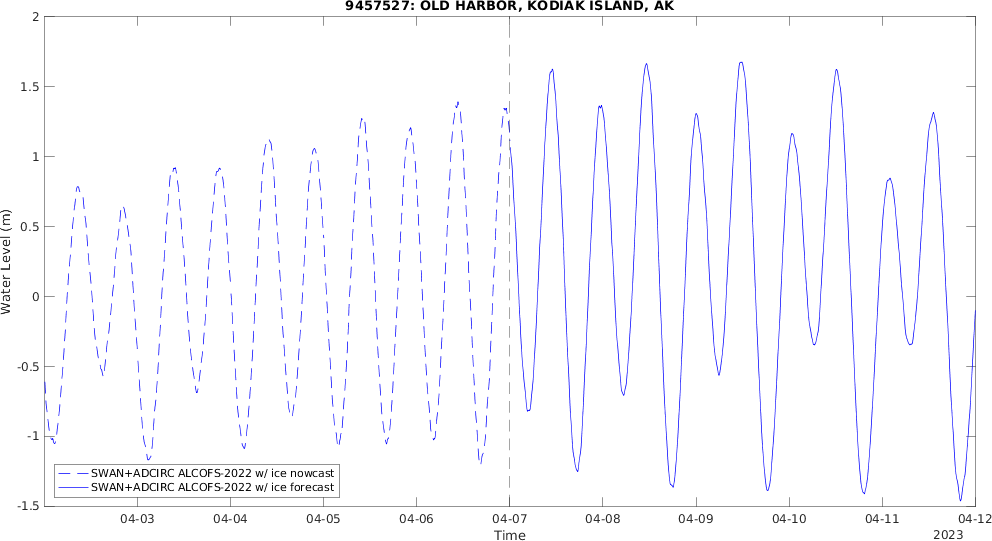 9457527: OLD HARBOR, KODIAK ISLAND, AK
2
1.5
1
0.5
0
-0.5
-1
-1.5
Water Level (m)
SWAN+ADCIRC ALCOFS-2022 w/ ice nowcast
SWAN+ADCIRC ALCOFS-2022 w/ ice forecast
04-03 04-04 04-05 04-06 04-07 04-08 04-09 04-10 04-11 04-12
Time
2023